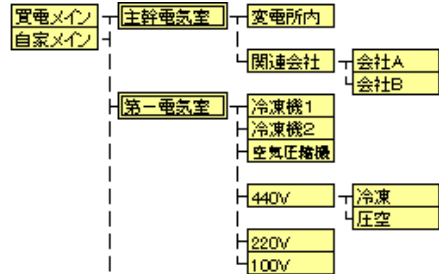 買電メイン 主幹電気室 変電所内
自家メイン
関連会社 会社A
会社B
第一電気室 冷凍機1
冷凍機2
空気圧縮機
440V 冷凍
圧空
220V
100V